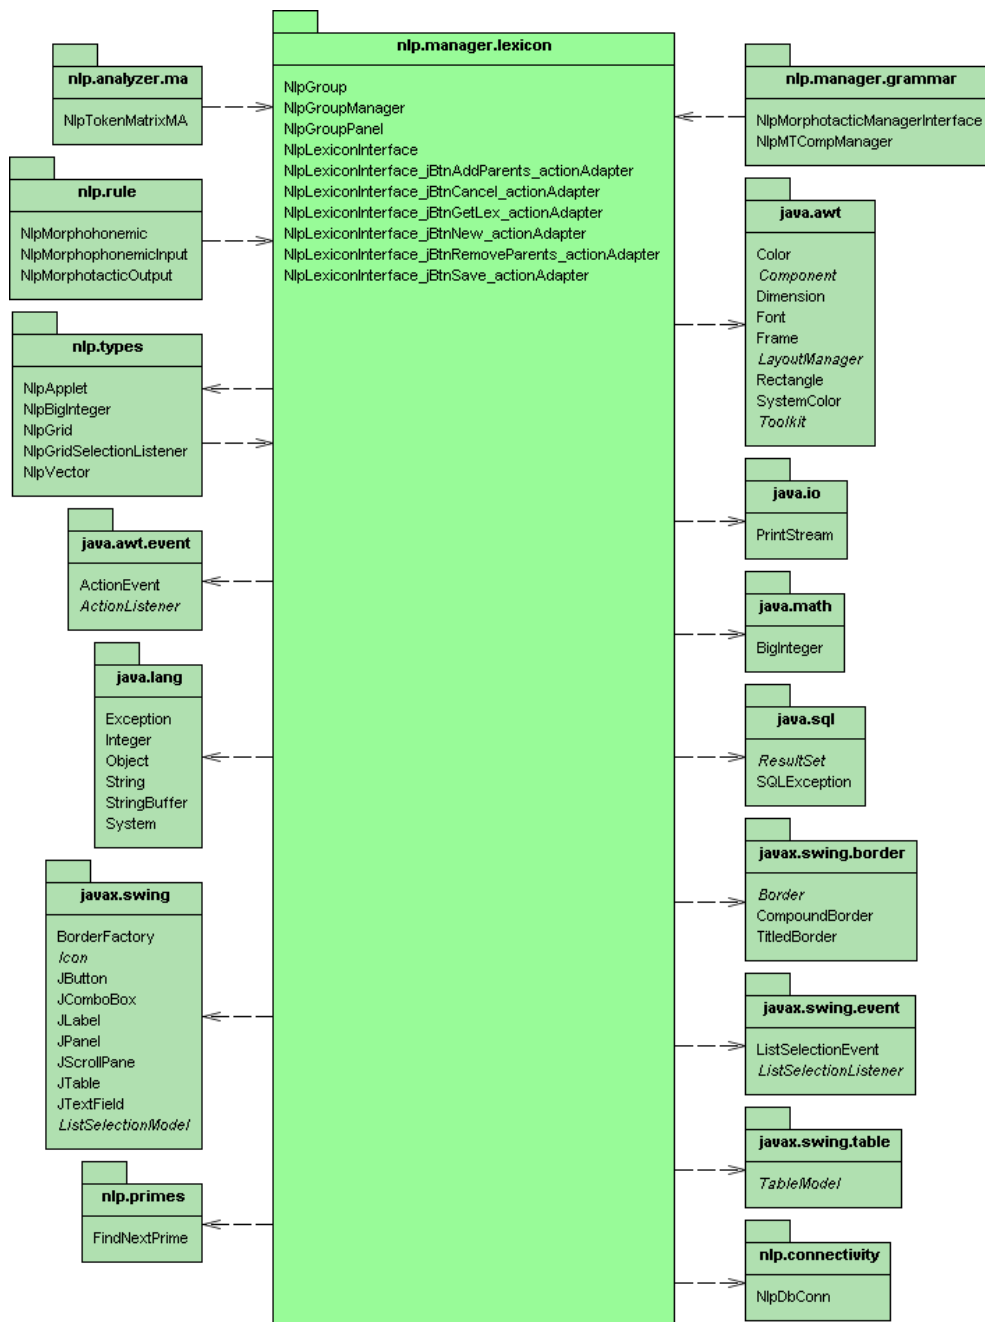 nlp.manager.lexicon
NlpGroup
NlpGroupManager
NlpGroupPanel
NlpLexiconInterface
NlpLexiconInterface_jBtnAddParents_actionAdapter
NlpLexiconInterface_jBtnCancel_actionAdapter
NlpLexiconInterface_jBtnGetLex_actionAdapter
NlpLexiconInterface_jBtnNew_actionAdapter
NlpLexiconInterface_jBtnRemoveParents_actionAdapter
NlpLexiconInterface_jBtnSave_actionAdapter
nlp.analyzer.ma
NlpTokenMatrixMA
nlp.rule
NlpMorphohonemic
NlpMorphophonemicInput
NlpMorphotacticOutput
nlp.types
NlpApplet
NlpBigInteger
NlpGrid
NlpGridSelectionListener
NlpVector
java.awt.event
ActionEvent
ActionListener
java.lang
Exception
Integer
Object
String
StringBuffer
System
javax.swing
BorderFactory
Icon
JButton
JComboBox
JLabel
JPanel
JScrollPane
JTable
JTextField
ListSelectionModel
nlp.primes
FindNextPrime
nlp.manager.grammar
NlpMorphotacticManagerInterface
NlpMTCompManager
java.awt
Color
Component
Dimension
Font
Frame
LayoutManager
Rectangle
SystemColor
Toolkit
java.io
PrintStream
java.math
BigInteger
java.sql
ResultSet
SQLException
javax.swing.border
Border
CompoundBorder
TitledBorder
javax.swing.event
ListSelectionEvent
ListSelectionListener
javax.swing.table
TableModel
nlp.connectivity
NlpDbConn